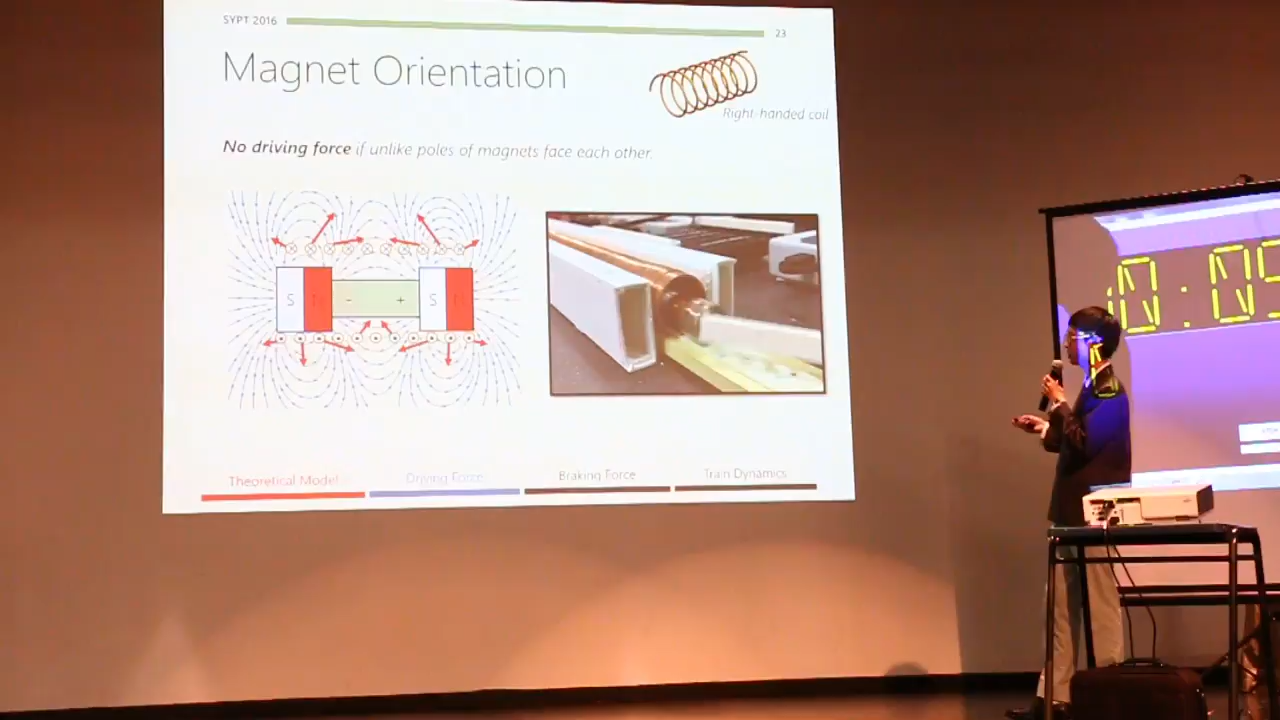 SYPT 2016
23
Magnet Orientation
Right-handed coil
No driving force if unlike poles of magnets face each other.
S
-
+
S
Theoretical Model
Driving Force
Braking Force
Train Dynamics